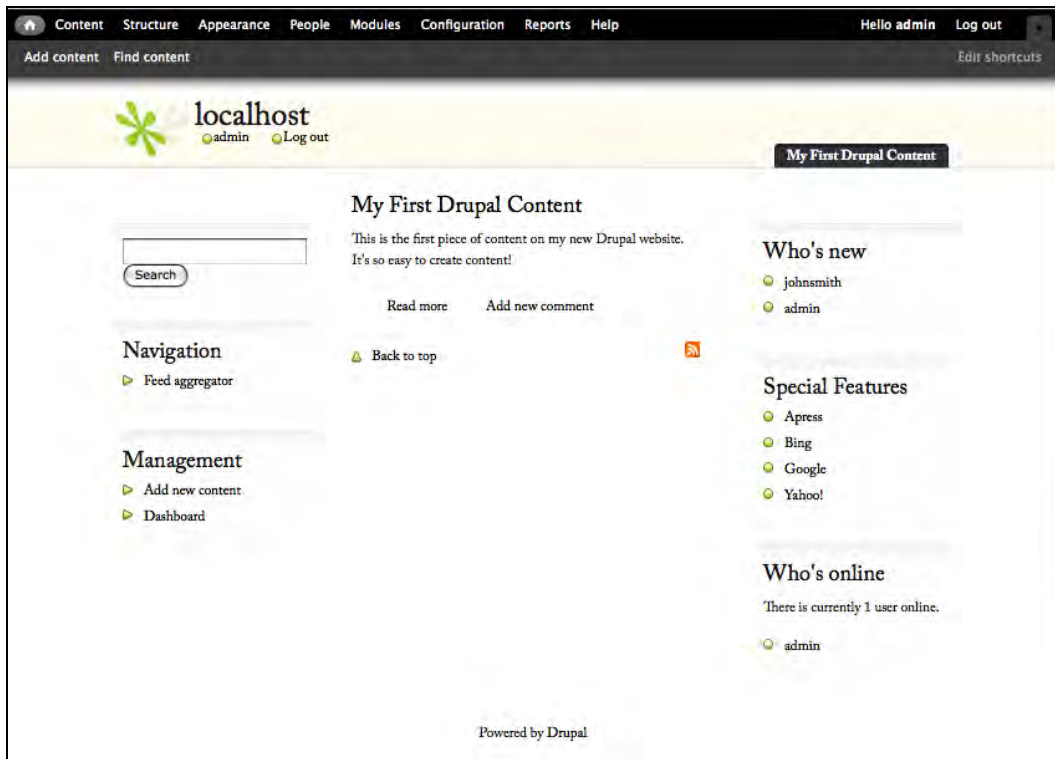 Content Structure Appearance People Modules Configuration Reports Help Hello admin Log out
Add content Find content Edit shortcuts
localhost
admin Log out
My First Drupal Content
Search
Navigation
Feed aggregator
Management
Add new content
Dashboard
My First Drupal Content
This is the first piece of content on my new Drupal website.
It's so easy to create content!
Read more Add new comment
Back to top
Who's new
johnsmith
admin
Special Features
Apress
Bing
Google
Yahoo!
Who's online
There is currently 1 user online.
admin
Powered by Drupal